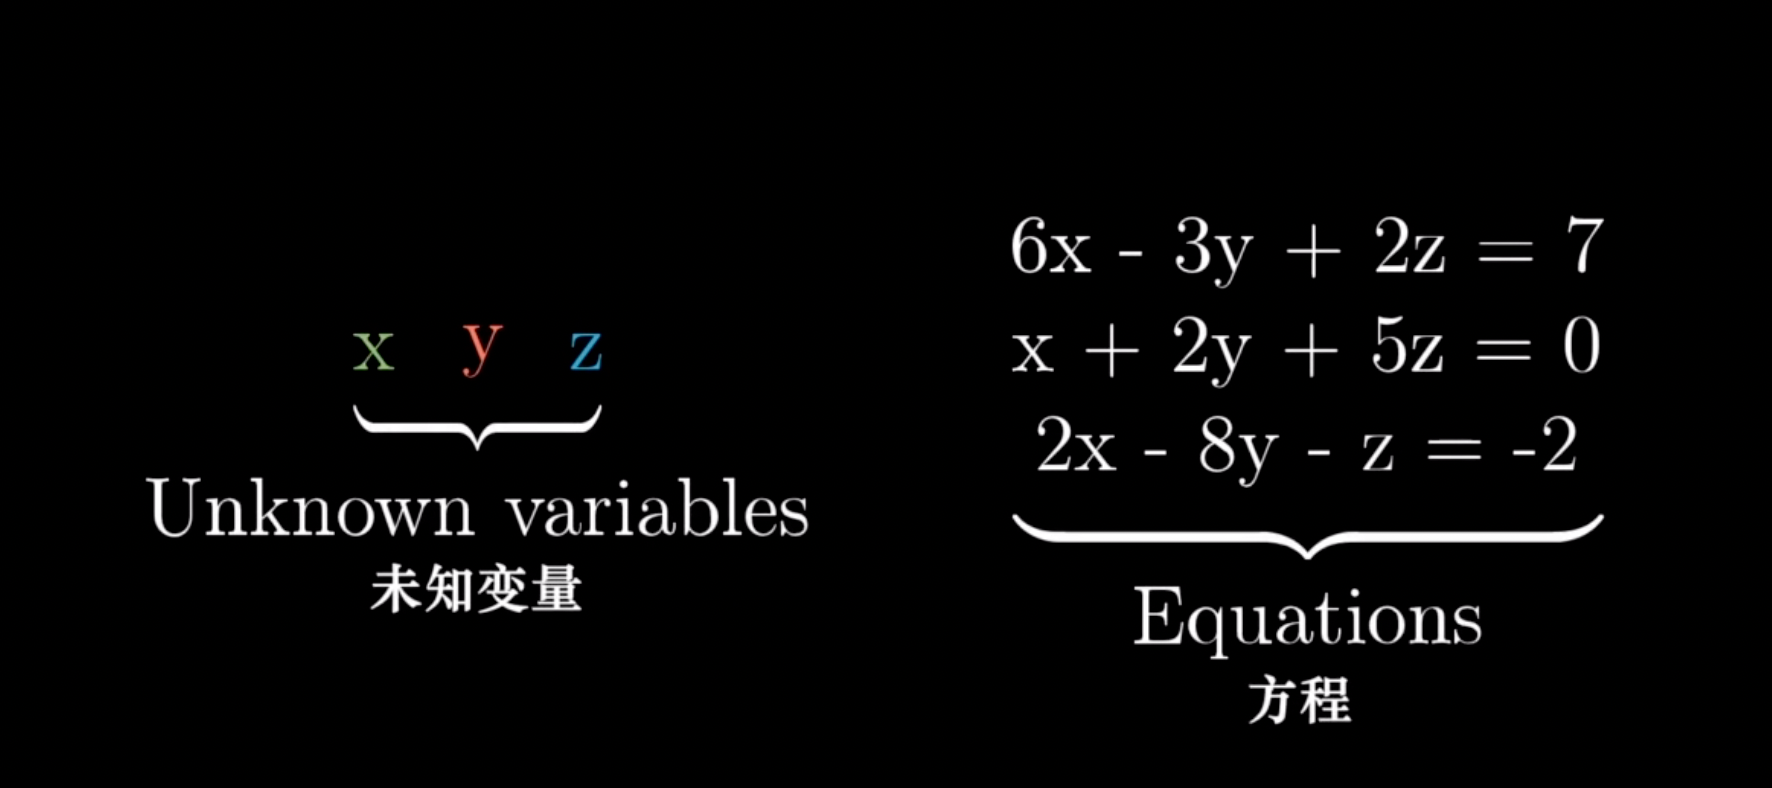 x y z
Unknown variables
未知变量
6x - 3y + 2z = 7
x + 2y + 5z = 0
2x - 8y - z = -2
Equations
方程